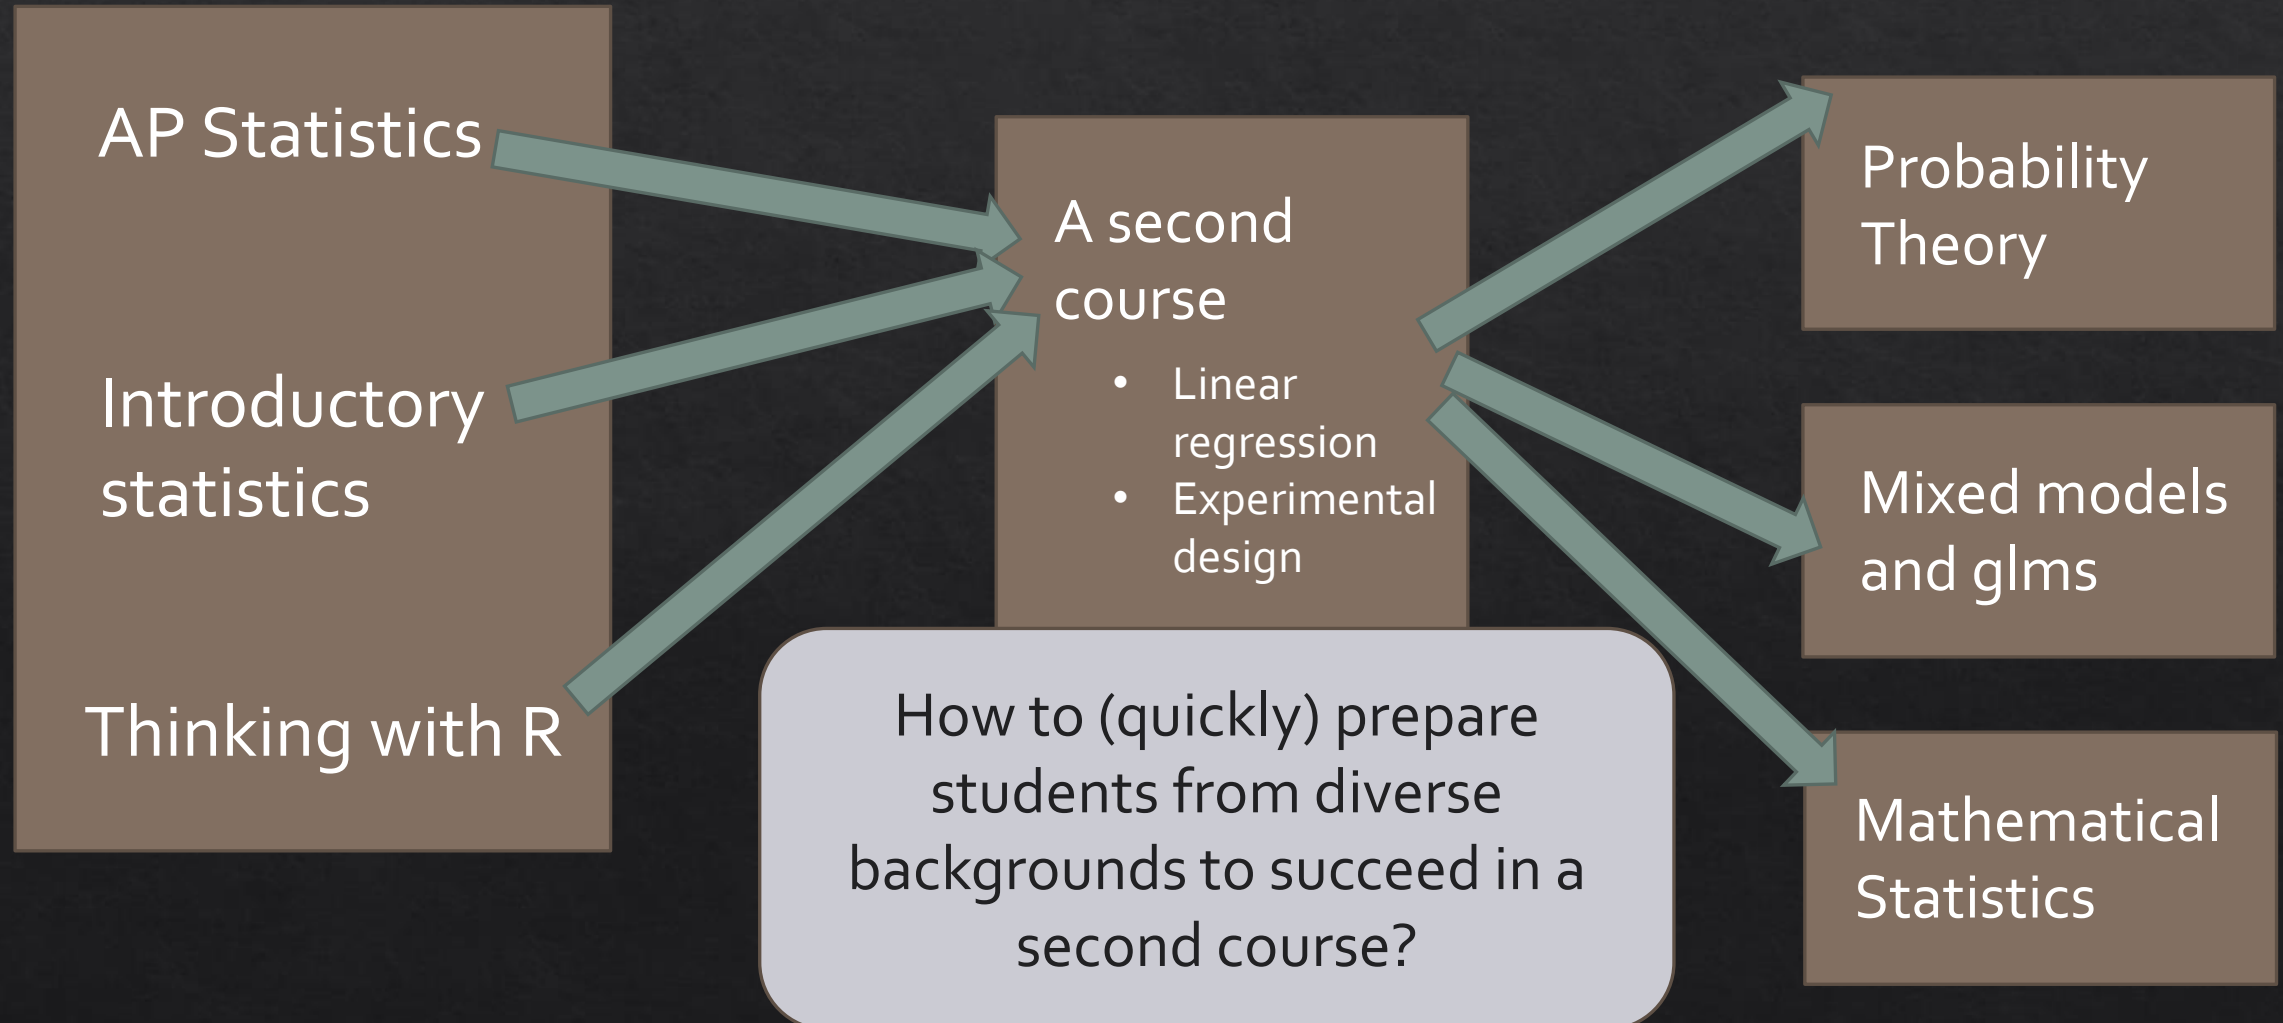 AP Statistics
Introductory
statistics
Thinking with R
A second
course
• Linear
regression
• Experimental
design
How to (quickly) prepare
students from diverse
backgrounds to succeed in a
second course?
Probability
Theory
Mixed models
and glms
Mathematical
Statistics